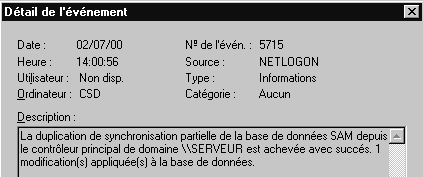 Détail de l'événement
Date : 02/07/00 Nº de l'évén. : 5715
Heure : 14:00:56 Source : NETLOGON
Utilisateur : Non disp. Type : Informations
Ordinateur : CSD Catégorie : Aucun
Description :
La duplication de synchronisation partielle de la base de données SAM depuis
le contrôleur principal de domaine \\SERVEUR est achevée avec succés. 1
modification(s) appliquée(s) à la base de données.